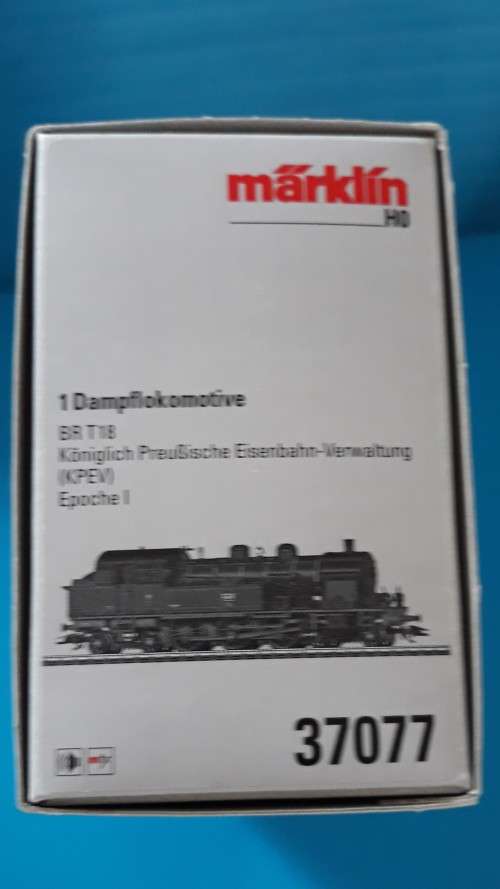 märklin
H0
1 Dampflokomotive
BR T18
Königlich Preußische Eisenbahn-Verwaltung
(KPEV)
Epoche I
37077